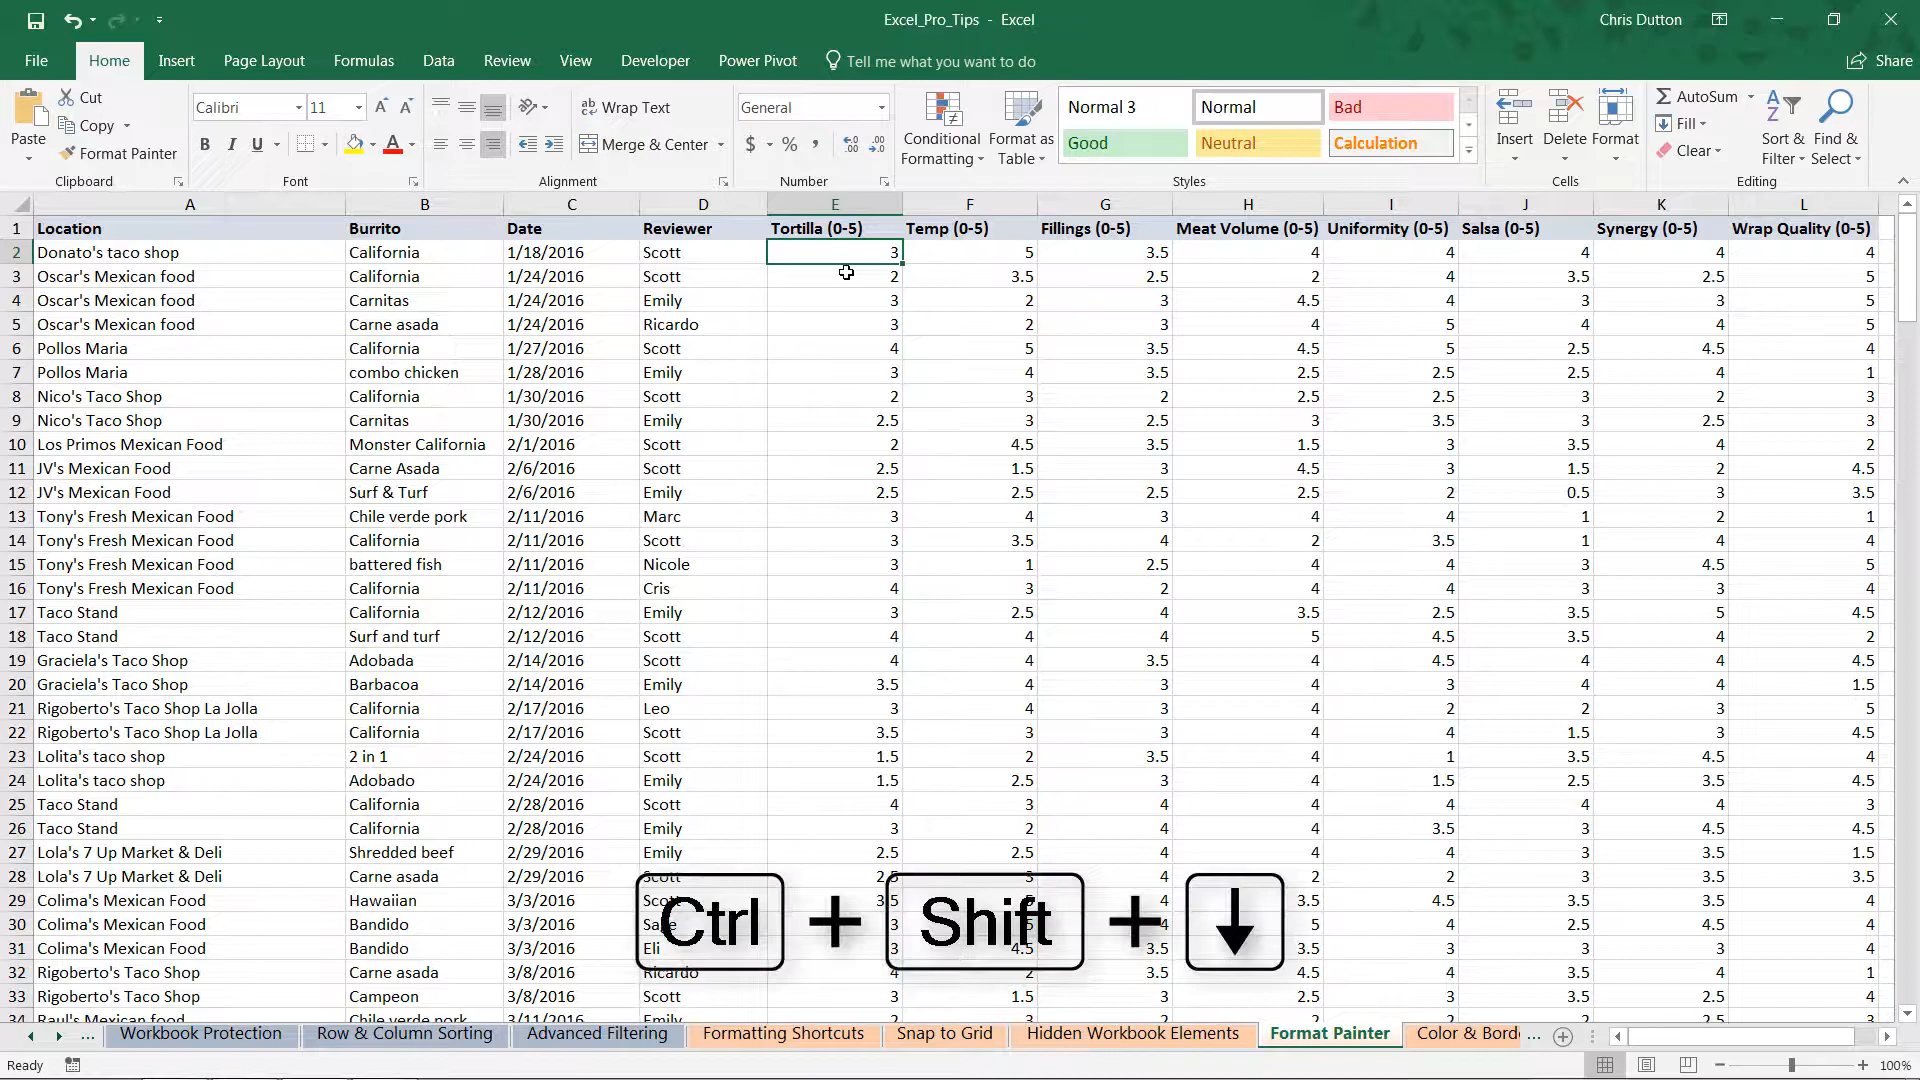 Excel_Pro_Tips - Excel
Chris Dutton
File Home Insert Page Layout Formulas Data Review View Developer Power Pivot Tell me what you want to do Share
Paste Cut Copy Format Painter
Calibri 11 A A B I U A
Wrap Text Merge & Center
General $ % ,
Conditional Formatting Format as Table
Normal 3 Normal Bad
Good Neutral Calculation
Insert Delete Format
AutoSum Fill Clear Sort & Filter Find & Select
Clipboard Font Alignment Number Styles Cells Editing
A B C D E F G H I J K L
1 Location Burrito Date Reviewer Tortilla (0-5) Temp (0-5) Fillings (0-5) Meat Volume (0-5) Uniformity (0-5) Salsa (0-5) Synergy (0-5) Wrap Quality (0-5)
2 Donato's taco shop California 1/18/2016 Scott 3 5 3.5 4 4 4 4 4
3 Oscar's Mexican food California 1/24/2016 Scott 2 3.5 2.5 2 4 3.5 2.5 5
4 Oscar's Mexican food Carnitas 1/24/2016 Emily 3 2 3 4.5 4 3 3 5
5 Oscar's Mexican food Carne asada 1/24/2016 Ricardo 3 2 3 4 5 4 4 5
6 Pollos Maria California 1/27/2016 Scott 4 5 3.5 4.5 5 2.5 4.5 4
7 Pollos Maria combo chicken 1/28/2016 Emily 3 4 3.5 2.5 2.5 2.5 4 1
8 Nico's Taco Shop California 1/30/2016 Scott 2 3 2 2.5 2.5 3 2 3
9 Nico's Taco Shop Carnitas 1/30/2016 Emily 2.5 3 2.5 3 3.5 3 2.5 3
10 Los Primos Mexican Food Monster California 2/1/2016 Scott 2 4.5 3.5 1.5 3 3.5 4 2
11 JV's Mexican Food Carne Asada 2/6/2016 Scott 2.5 1.5 3 4.5 3 1.5 2 4.5
12 JV's Mexican Food Surf & Turf 2/6/2016 Emily 2.5 2.5 2.5 2.5 2 0.5 3 3.5
13 Tony's Fresh Mexican Food Chile verde pork 2/11/2016 Marc 3 4 3 4 4 1 2 1
14 Tony's Fresh Mexican Food California 2/11/2016 Scott 3 3.5 4 2 3.5 1 4 4
15 Tony's Fresh Mexican Food battered fish 2/11/2016 Nicole 3 1 2.5 4 4 3 4.5 5
16 Tony's Fresh Mexican Food California 2/11/2016 Cris 4 3 2 4 4 3 3 4
17 Taco Stand California 2/12/2016 Emily 3 2.5 4 3.5 2.5 3.5 5 4.5
18 Taco Stand Surf and turf 2/12/2016 Scott 4 4 4 5 4.5 3.5 4 2
19 Graciela's Taco Shop Adobada 2/14/2016 Scott 4 4 3.5 4 4.5 4 4 4.5
20 Graciela's Taco Shop Barbacoa 2/14/2016 Emily 3.5 4 3 4 3 4 4 1.5
21 Rigoberto's Taco Shop La Jolla California 2/17/2016 Leo 3 4 3 4 2 2 3 5
22 Rigoberto's Taco Shop La Jolla California 2/17/2016 Scott 3.5 3 3 4 4 1.5 3 4.5
23 Lolita's taco shop 2 in 1 2/24/2016 Scott 1.5 2 3.5 4 1 3.5 4.5 4
24 Lolita's taco shop Adobado 2/24/2016 Emily 1.5 2.5 3 4 1.5 2.5 3.5 4.5
25 Taco Stand California 2/28/2016 Scott 4 3 4 4 4 4 4 3
26 Taco Stand California 2/28/2016 Emily 3 2 4 4 3.5 3 4.5 4.5
27 Lola's 7 Up Market & Deli Shredded beef 2/29/2016 Emily 2.5 2.5 4 4 4 3 3.5 1.5
28 Lola's 7 Up Market & Deli Carne asada 2/29/2016 Scott 2.5 3 4 2 2 3 3.5 3.5
29 Colima's Mexican Food Hawaiian 3/3/2016 Scott 3.5 4 3.5 4.5 3.5 4 4
30 Colima's Mexican Food Bandido 3/3/2016 3 4 5 4 2.5 4.5 4
31 Colima's Mexican Food Bandido 3/3/2016 Eli 3 4.5 3.5 3.5 3 3 4 4
32 Rigoberto's Taco Shop Carne asada 3/8/2016 Ricardo 4 2 3.5 4.5 4 3.5 4 1
33 Rigoberto's Taco Shop Campeon 3/8/2016 Scott 3 1.5 3 2.5 3 3.5 2.5 4
34 Raul's Mexican food Chile verde pork 3/11/2016 Emily
Ctrl + Shift + ↓
... Workbook Protection Row & Column Sorting Advanced Filtering Formatting Shortcuts Snap to Grid Hidden Workbook Elements Format Painter Color & Bord ...
Ready 100%